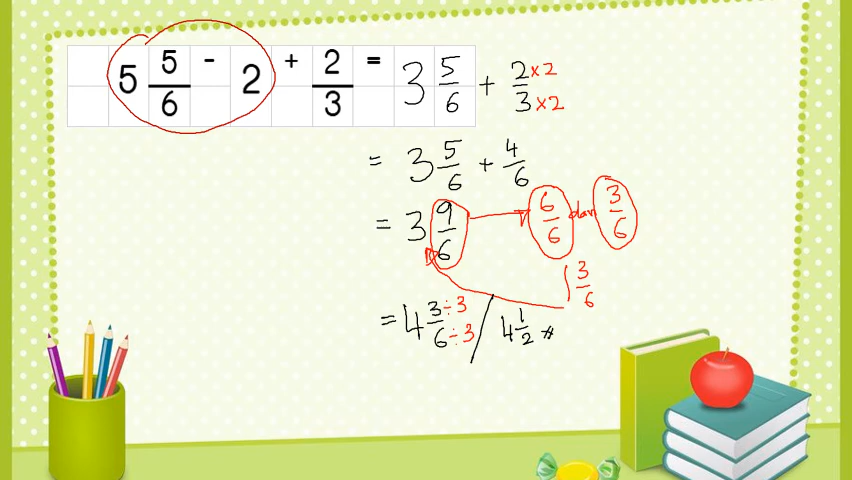 5 5/6 - 2 + 2/3 = 3 5/6 + 2×2/3×2
= 3 5/6 + 4/6
= 3 9/6 → 6/6 dan 3/6
1 3/6
= 4 3÷3/6÷3 / 4 1/2 #